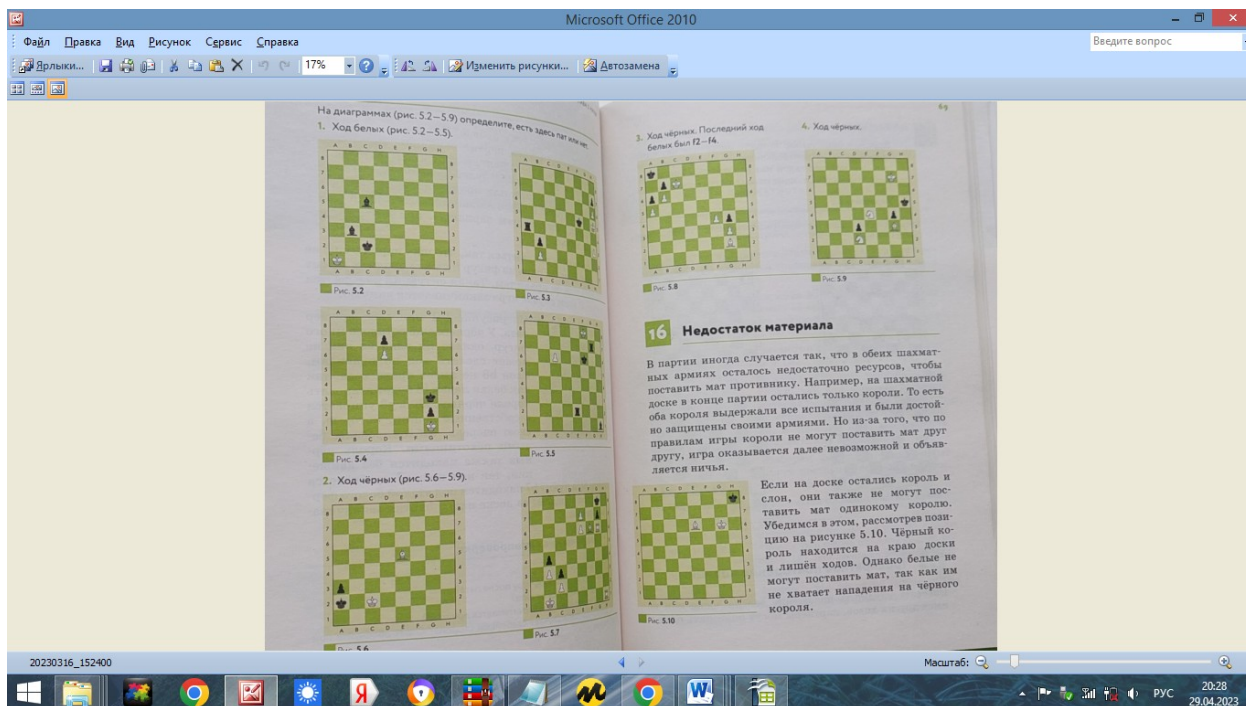 Microsoft Office 2010
Файл Правка Вид Рисунок Сервис Справка
Введите вопрос
Ярлыки... 17% Изменить рисунки... Автозамена
На диаграммах (рис. 5.2–5.9) определите, есть здесь пат или нет.
1. Ход белых (рис. 5.2–5.5).
A B C D E F G H
Рис. 5.2
Рис. 5.3
Рис. 5.4
Рис. 5.5
2. Ход чёрных (рис. 5.6–5.9).
Рис. 5.6
Рис. 5.7
69
3. Ход чёрных. Последний ход
белых был f2–f4.
4. Ход чёрных.
Рис. 5.8
Рис. 5.9
16 Недостаток материала
В партии иногда случается так, что в обеих шахмат-
ных армиях осталось недостаточно ресурсов, чтобы
поставить мат противнику. Например, на шахматной
доске в конце партии остались только короли. То есть
оба короля выдержали все испытания и были достой-
но защищены своими армиями. Но из-за того, что по
правилам игры короли не могут поставить мат друг
другу, игра оказывается далее невозможной и объяв-
ляется ничья.
Если на доске остались король и
слон, они также не могут пос-
тавить мат одинокому королю.
Убедимся в этом, рассмотрев пози-
цию на рисунке 5.10. Чёрный ко-
роль находится на краю доски
и лишён ходов. Однако белые не
могут поставить мат, так как им
не хватает нападения на чёрного
короля.
Рис. 5.10
20230316_152400
Масштаб:
РУС
20:28
29.04.2023